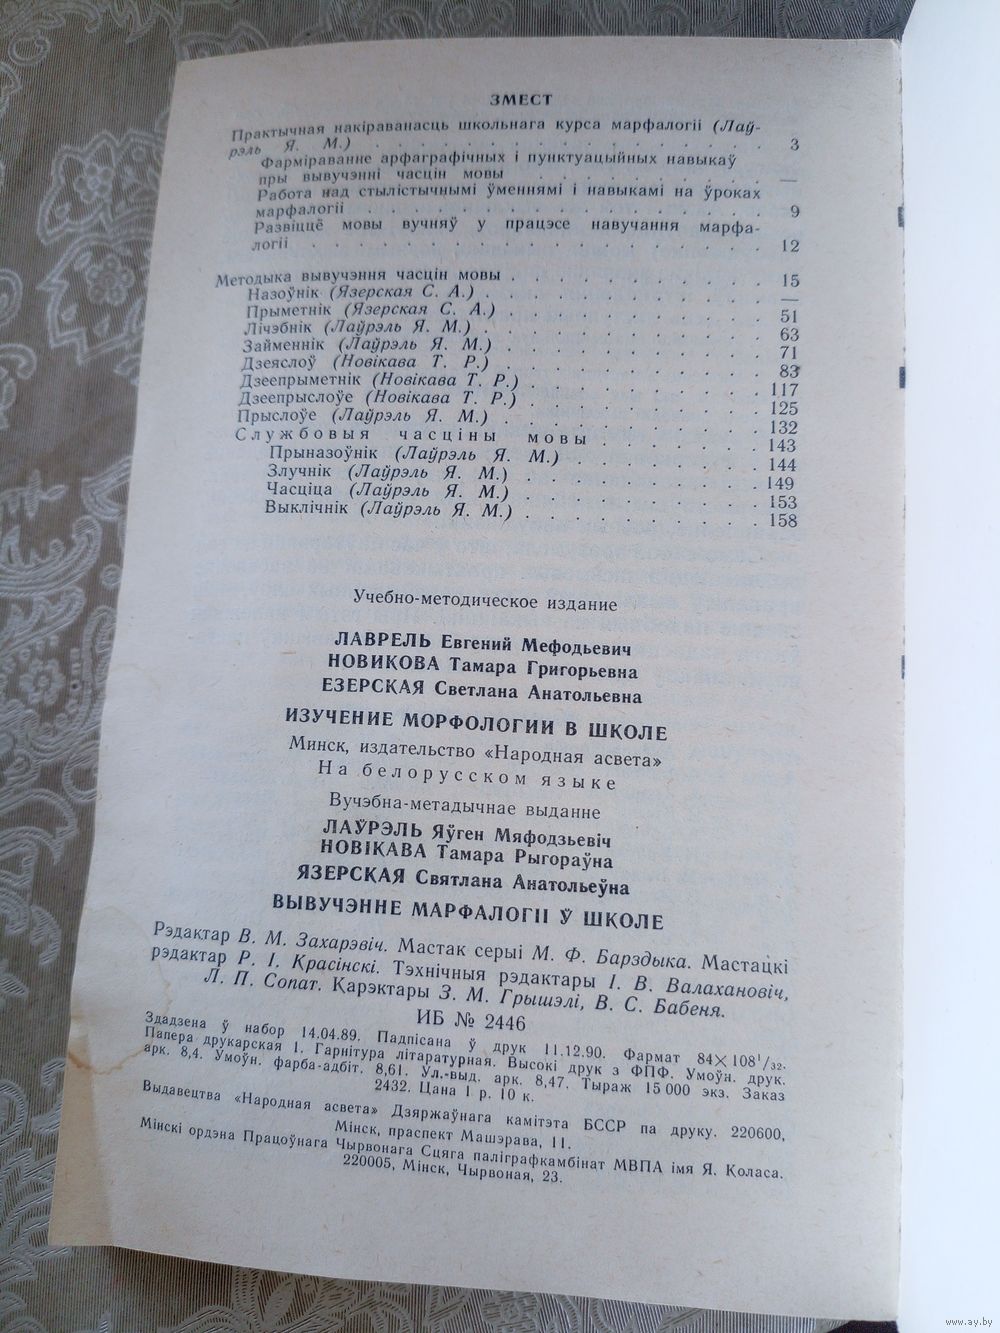 ЗМЕСТ
Практычная накіраванасць школьнага курса марфалогіі (Лаў-
рэль Я. М.) . . . . . . . . . . . . . . . 3
Фарміраванне арфаграфічных і пунктуацыйных навыкаў
пры вывучэнні часцін мовы . . . . . . . . . —
Работа над стылістычнымі ўменнямі і навыкамі на ўроках
марфалогіі . . . . . . . . . . . . . . . 9
Развіццё мовы вучняў у працэсе навучання марфа-
логіі . . . . . . . . . . . . . . . . 12
Методыка вывучэння часцін мовы . . . . . . . . . 15
Назоўнік (Язерская С. А.) . . . . . . . . . . —
Прыметнік (Язерская С. А.) . . . . . . . . . 51
Лічэбнік (Лаўрэль Я. М.) . . . . . . . . . . 63
Займеннік (Лаўрэль Я. М.) . . . . . . . . . 71
Дзеяслоў (Новікава Т. Р.) . . . . . . . . . 83
Дзеепрыметнік (Новікава Т. Р.) . . . . . . . . 117
Дзеепрыслоўе (Новікава Т. Р.) . . . . . . . . 125
Прыслоўе (Лаўрэль Я. М.) . . . . . . . . . 132
Службовыя часціны мовы . . . . . . . 143
Прыназоўнік (Лаўрэль Я. М.) . . . . . . . 144
Злучнік (Лаўрэль Я. М.) . . . . . . . . . 149
Часціца (Лаўрэль Я. М.) . . . . . . . . . 153
Выклічнік (Лаўрэль Я. М.) . . . . . . . . 158
Учебно-методическое издание
ЛАВРЕЛЬ Евгений Мефодьевич
НОВИКОВА Тамара Григорьевна
ЕЗЕРСКАЯ Светлана Анатольевна
ИЗУЧЕНИЕ МОРФОЛОГИИ В ШКОЛЕ
Минск, издательство «Народная асвета»
На белорусском языке
Вучэбна-метадычнае выданне
ЛАЎРЭЛЬ Яўген Мяфодзьевіч
НОВІКАВА Тамара Рыгораўна
ЯЗЕРСКАЯ Святлана Анатольеўна
ВЫВУЧЭННЕ МАРФАЛОГІІ Ў ШКОЛЕ
Рэдактар В. М. Захарэвіч. Мастак серыі М. Ф. Барздыка. Мастацкі
рэдактар Р. І. Красінскі. Тэхнічныя рэдактары І. В. Валахановіч,
Л. П. Сопат. Карэктары З. М. Грышэлі, В. С. Бабеня.
ИБ № 2446
Здадзена ў набор 14.04.89. Падпісана ў друк 11.12.90. Фармат 84×108¹/₃₂.
Папера друкарская 1. Гарнітура літаратурная. Высокі друк з ФПФ. Умоўн. друк.
арк. 8,4. Умоўн. фарба-адбіт. 8,61. Ул.-выд. арк. 8,47. Тыраж 15 000 экз. Заказ
2432. Цана 1 р. 10 к.
Выдавецтва «Народная асвета» Дзяржаўнага камітэта БССР па друку. 220600,
Мінск, праспект Машэрава, 11.
Мінскі ордэна Працоўнага Чырвонага Сцяга паліграфкамбінат МВПА імя Я. Коласа.
220005, Мінск, Чырвоная, 23.
www.ay.by